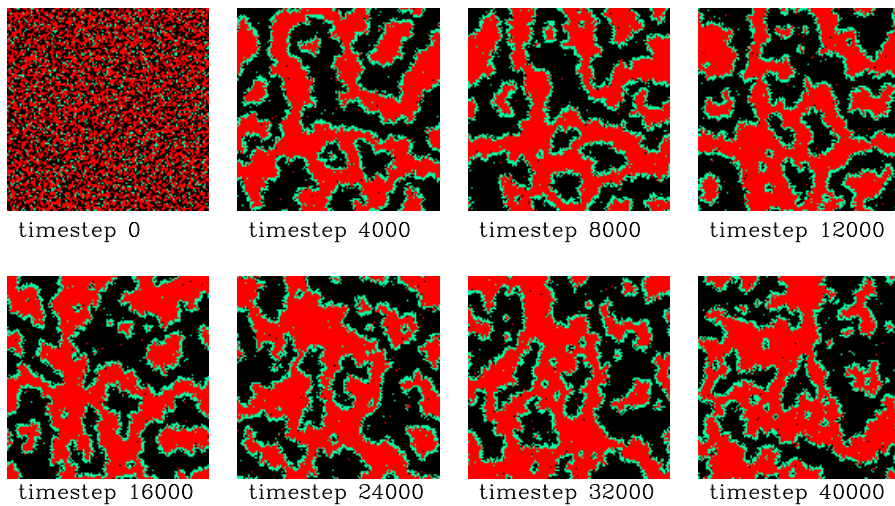 timestep 0
timestep 4000
timestep 8000
timestep 12000
timestep 16000
timestep 24000
timestep 32000
timestep 40000